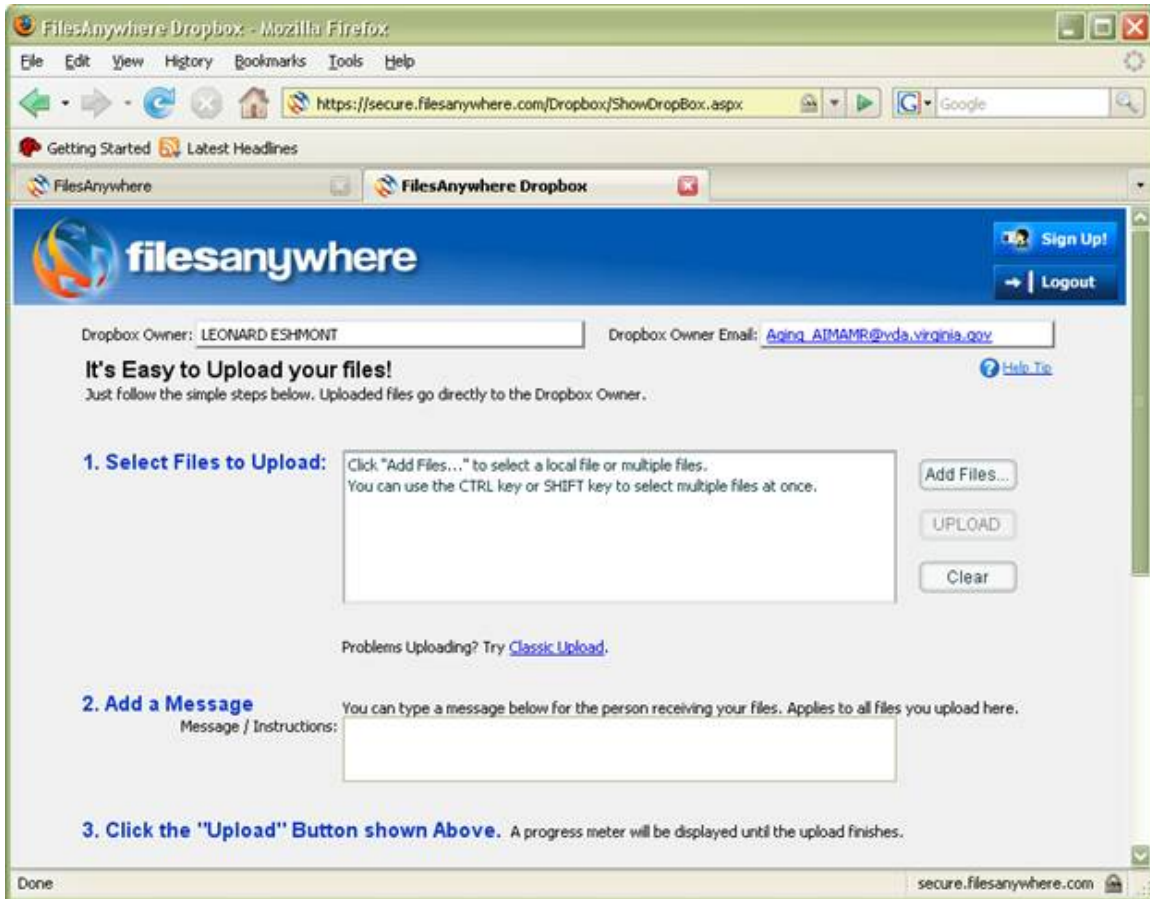 FilesAnywhere Dropbox - Mozilla Firefox
File Edit View History Bookmarks Tools Help
https://secure.filesanywhere.com/Dropbox/ShowDropBox.aspx G Google
Getting Started Latest Headlines
FilesAnywhere FilesAnywhere Dropbox
filesanywhere
Sign Up!
Logout
Dropbox Owner: LEONARD ESHMONT Dropbox Owner Email: Aging_AIMAMR@vda.virginia.gov
It's Easy to Upload your files!
Help Tip
Just follow the simple steps below. Uploaded files go directly to the Dropbox Owner.
1. Select Files to Upload:
Click "Add Files..." to select a local file or multiple files.
You can use the CTRL key or SHIFT key to select multiple files at once.
Add Files...
UPLOAD
Clear
Problems Uploading? Try Classic Upload.
2. Add a Message
You can type a message below for the person receiving your files. Applies to all files you upload here.
Message / Instructions:
3. Click the "Upload" Button shown Above. A progress meter will be displayed until the upload finishes.
Done secure.filesanywhere.com